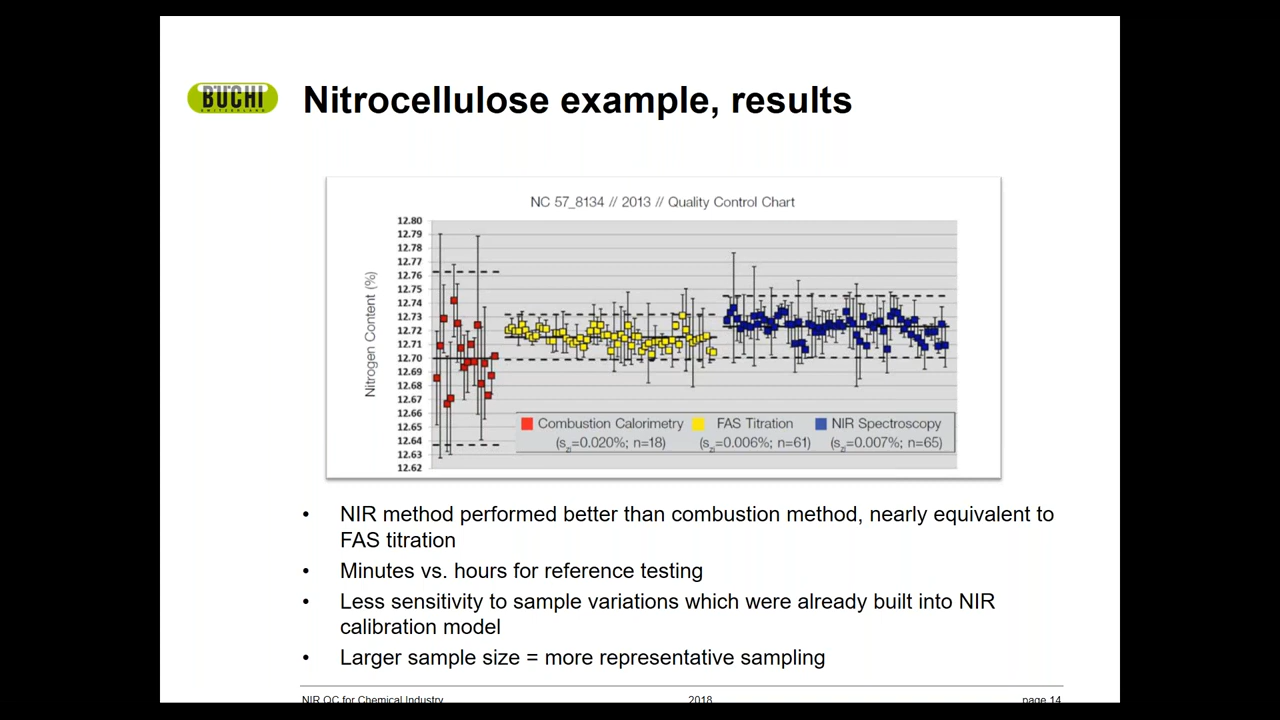 BÜCHI
SWITZERLAND
Nitrocellulose example, results
NC 57_8134 // 2013 // Quality Control Chart
Nitrogen Content (%)
12.80
12.79
12.78
12.77
12.76
12.74
12.73
12.72
12.71
12.70
12.69
12.68
12.67
12.66
12.65
12.64
12.63
12.62
Combustion Calorimetry FAS Titration NIR Spectroscopy
(szi=0.020%; n=18) (szi=0.006%; n=61) (szi=0.007%; n=65)
• NIR method performed better than combustion method, nearly equivalent to
FAS titration
• Minutes vs. hours for reference testing
• Less sensitivity to sample variations which were already built into NIR
calibration model
• Larger sample size = more representative sampling
NIR QC for Chemical Industry 2018 page 14